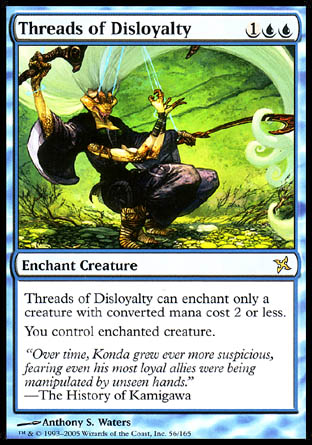 Threads of Disloyalty 1
Enchant Creature
Threads of Disloyalty can enchant only a
creature with converted mana cost 2 or less.
You control enchanted creature.
"Over time, Konda grew ever more suspicious,
fearing even his most loyal allies were being
manipulated by unseen hands."
—The History of Kamigawa
Anthony S. Waters
™ & © 1993–2005 Wizards of the Coast, Inc. 56/165